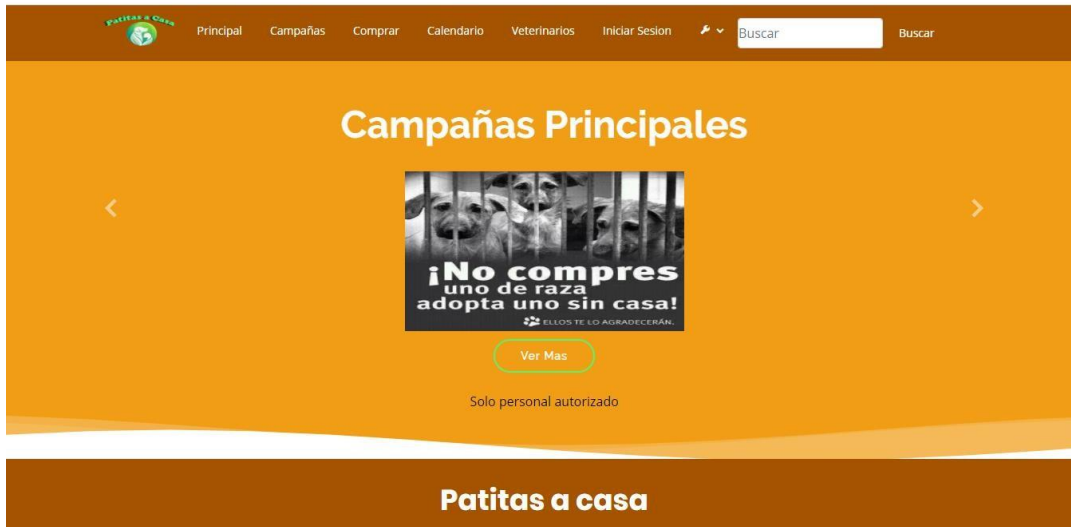 Patitas a Casa
Principal Campañas Comprar Calendario Veterinarios Iniciar Sesion Buscar Buscar
Campañas Principales
¡No compres
uno de raza
adopta uno sin casa!
ELLOS TE LO AGRADECERÁN.
Ver Mas
Solo personal autorizado
Patitas a casa